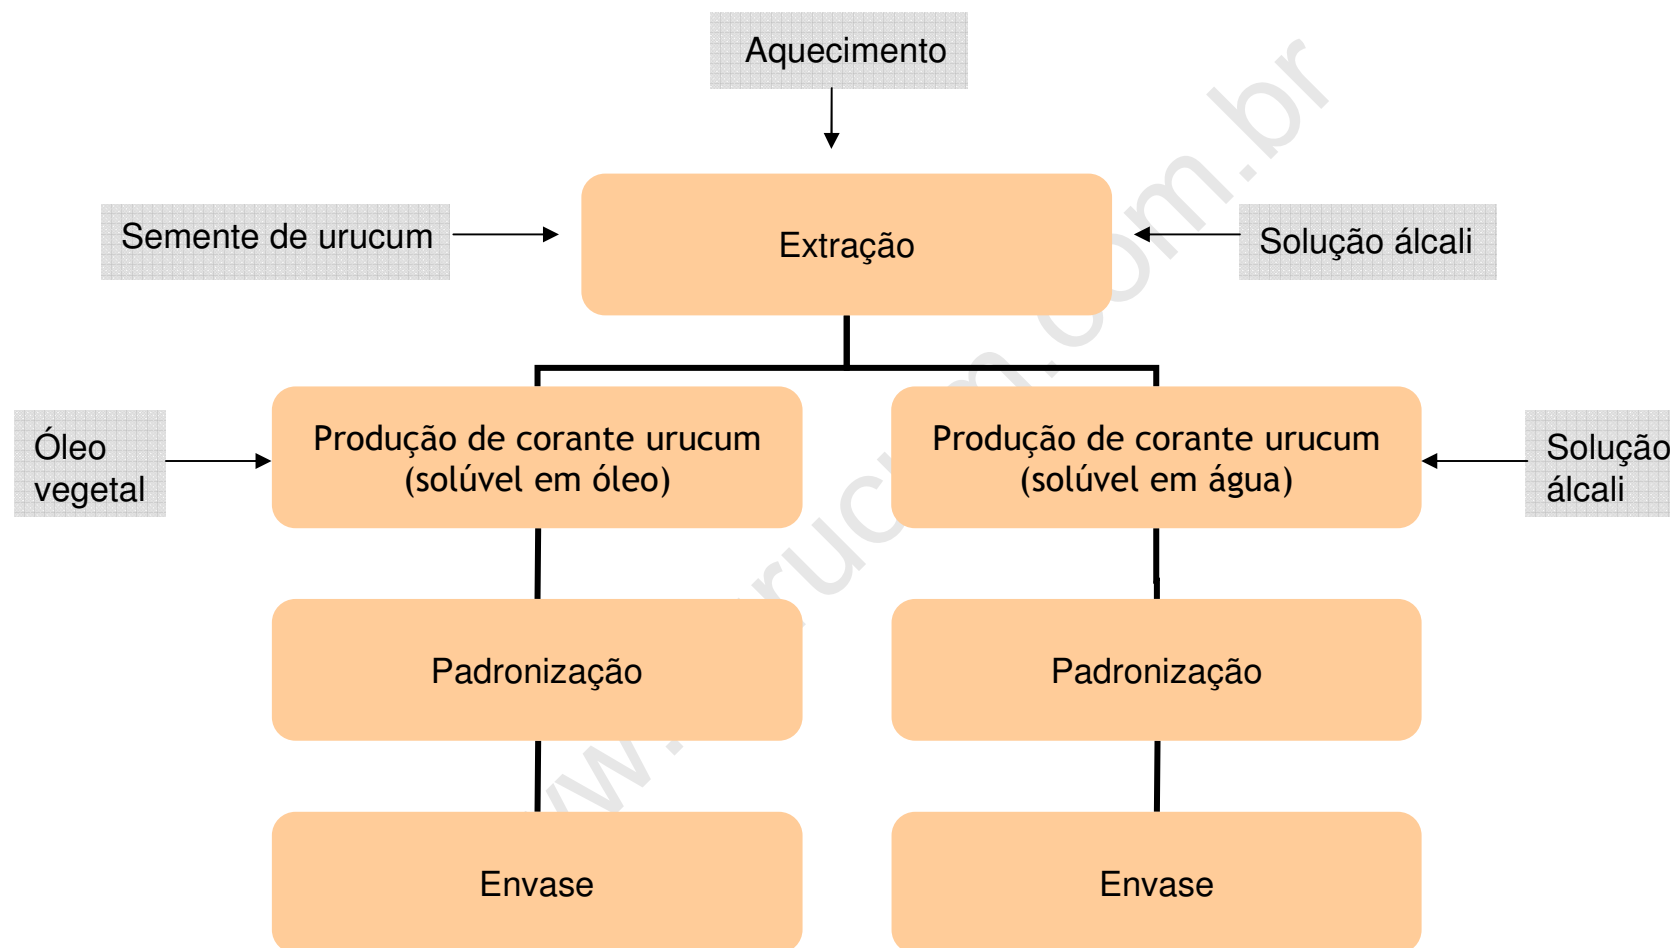 Aquecimento
Semente de urucum
Extração
Solução álcali
Óleo
vegetal
Produção de corante urucum
(solúvel em óleo)
Produção de corante urucum
(solúvel em água)
Solução
álcali
Padronização
Padronização
Envase
Envase